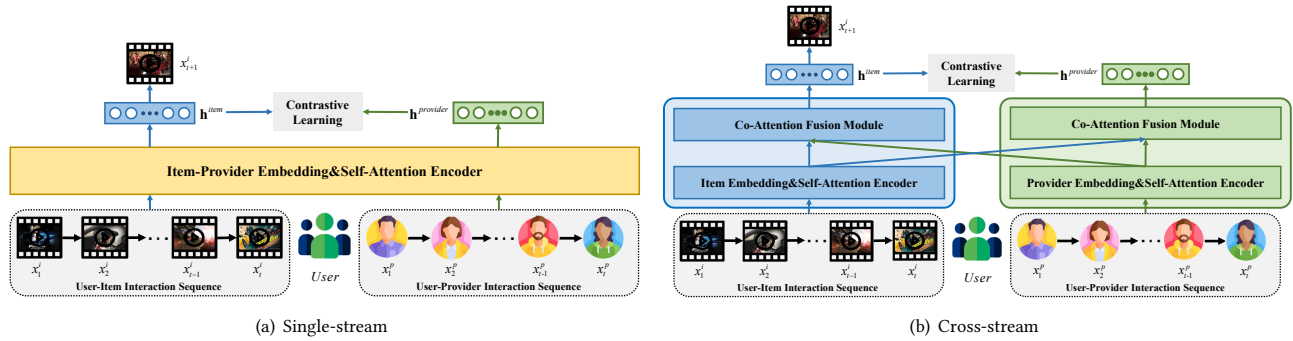 x^i_{t+1}
h^{item}
Contrastive
Learning
h^{provider}
Item-Provider Embedding&Self-Attention Encoder
x^i_1
x^i_2
x^i_{t-1}
x^i_t
User-Item Interaction Sequence
User
x^p_1
x^p_2
x^p_{t-1}
x^p_t
User-Provider Interaction Sequence
(a) Single-stream
x^i_{t+1}
h^{item}
Contrastive
Learning
h^{provider}
Co-Attention Fusion Module
Co-Attention Fusion Module
Item Embedding&Self-Attention Encoder
Provider Embedding&Self-Attention Encoder
x^i_1
x^i_2
x^i_{t-1}
x^i_t
User-Item Interaction Sequence
User
x^p_1
x^p_2
x^p_{t-1}
x^p_t
User-Provider Interaction Sequence
(b) Cross-stream